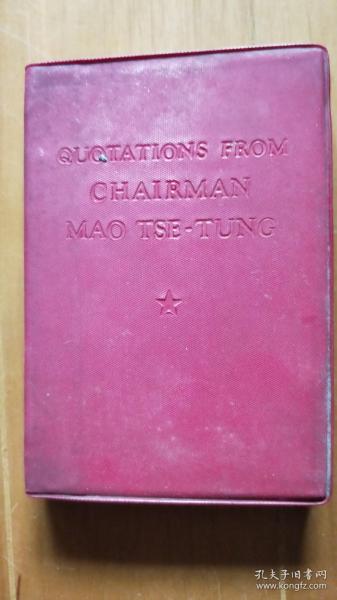 QUOTATIONS FROM
CHAIRMAN
MAO TSE-TUNG
孔夫子旧书网
www.kongfz.com